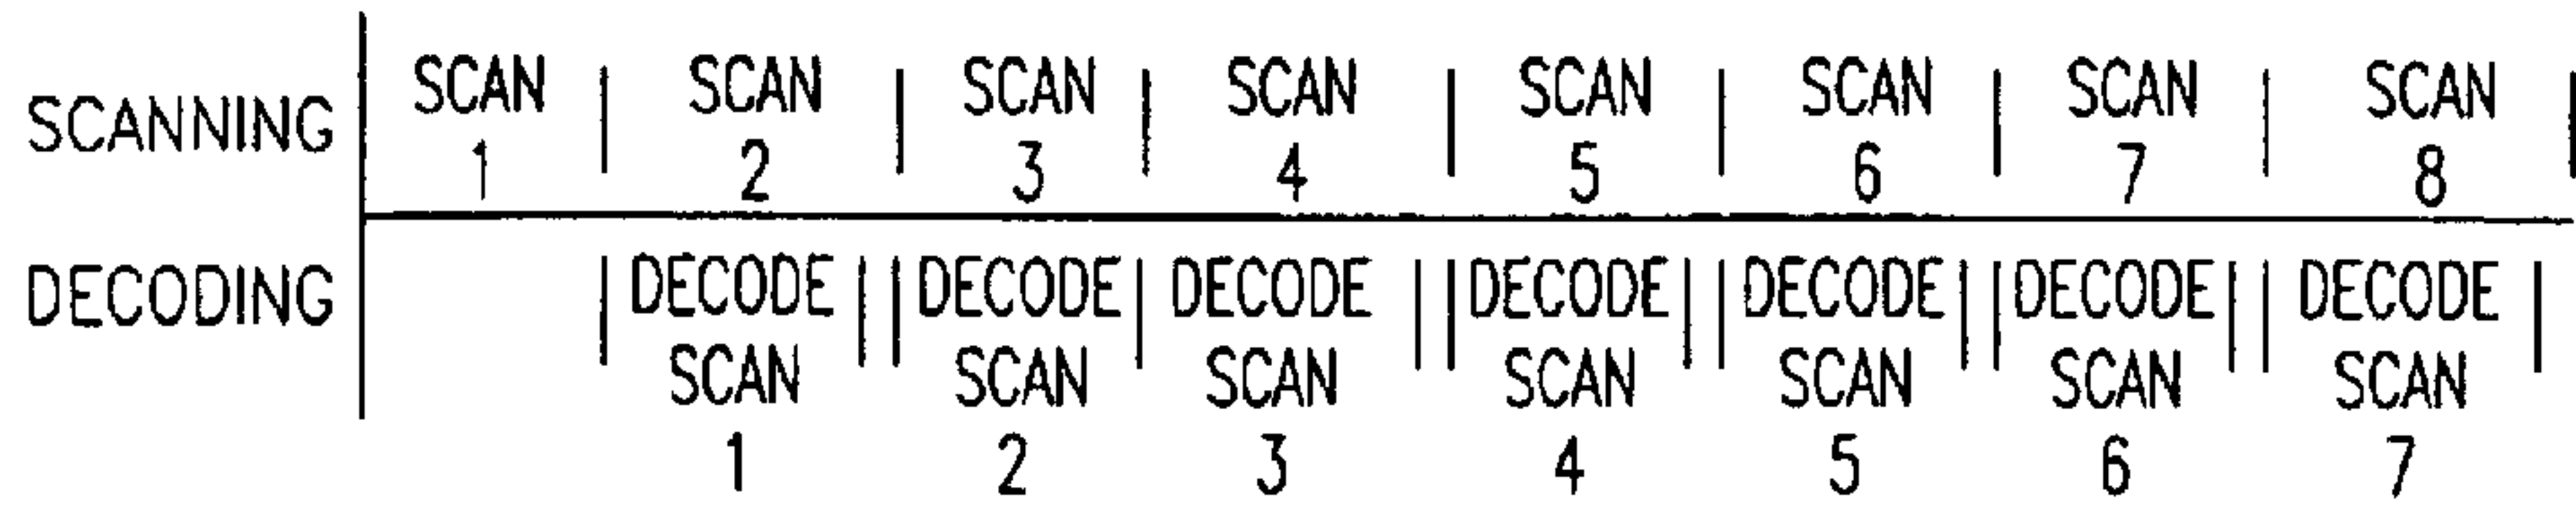 SCAN SCAN SCAN SCAN SCAN SCAN SCAN SCAN
SCANNING
1 2 3 4 5 6 7 8
DECODING DECODE DECODE DECODE DECODE DECODE DECODE DECODE
SCAN SCAN SCAN SCAN SCAN SCAN SCAN
1 2 3 4 5 6 7